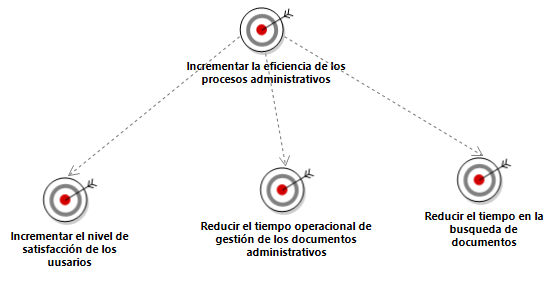 Incrementar la eficiencia de los
procesos administrativos
Incrementar el nivel de
satisfacción de los
uusarios
Reducir el tiempo operacional de
gestión de los documentos
administrativos
Reducir el tiempo en la
busqueda de
documentos